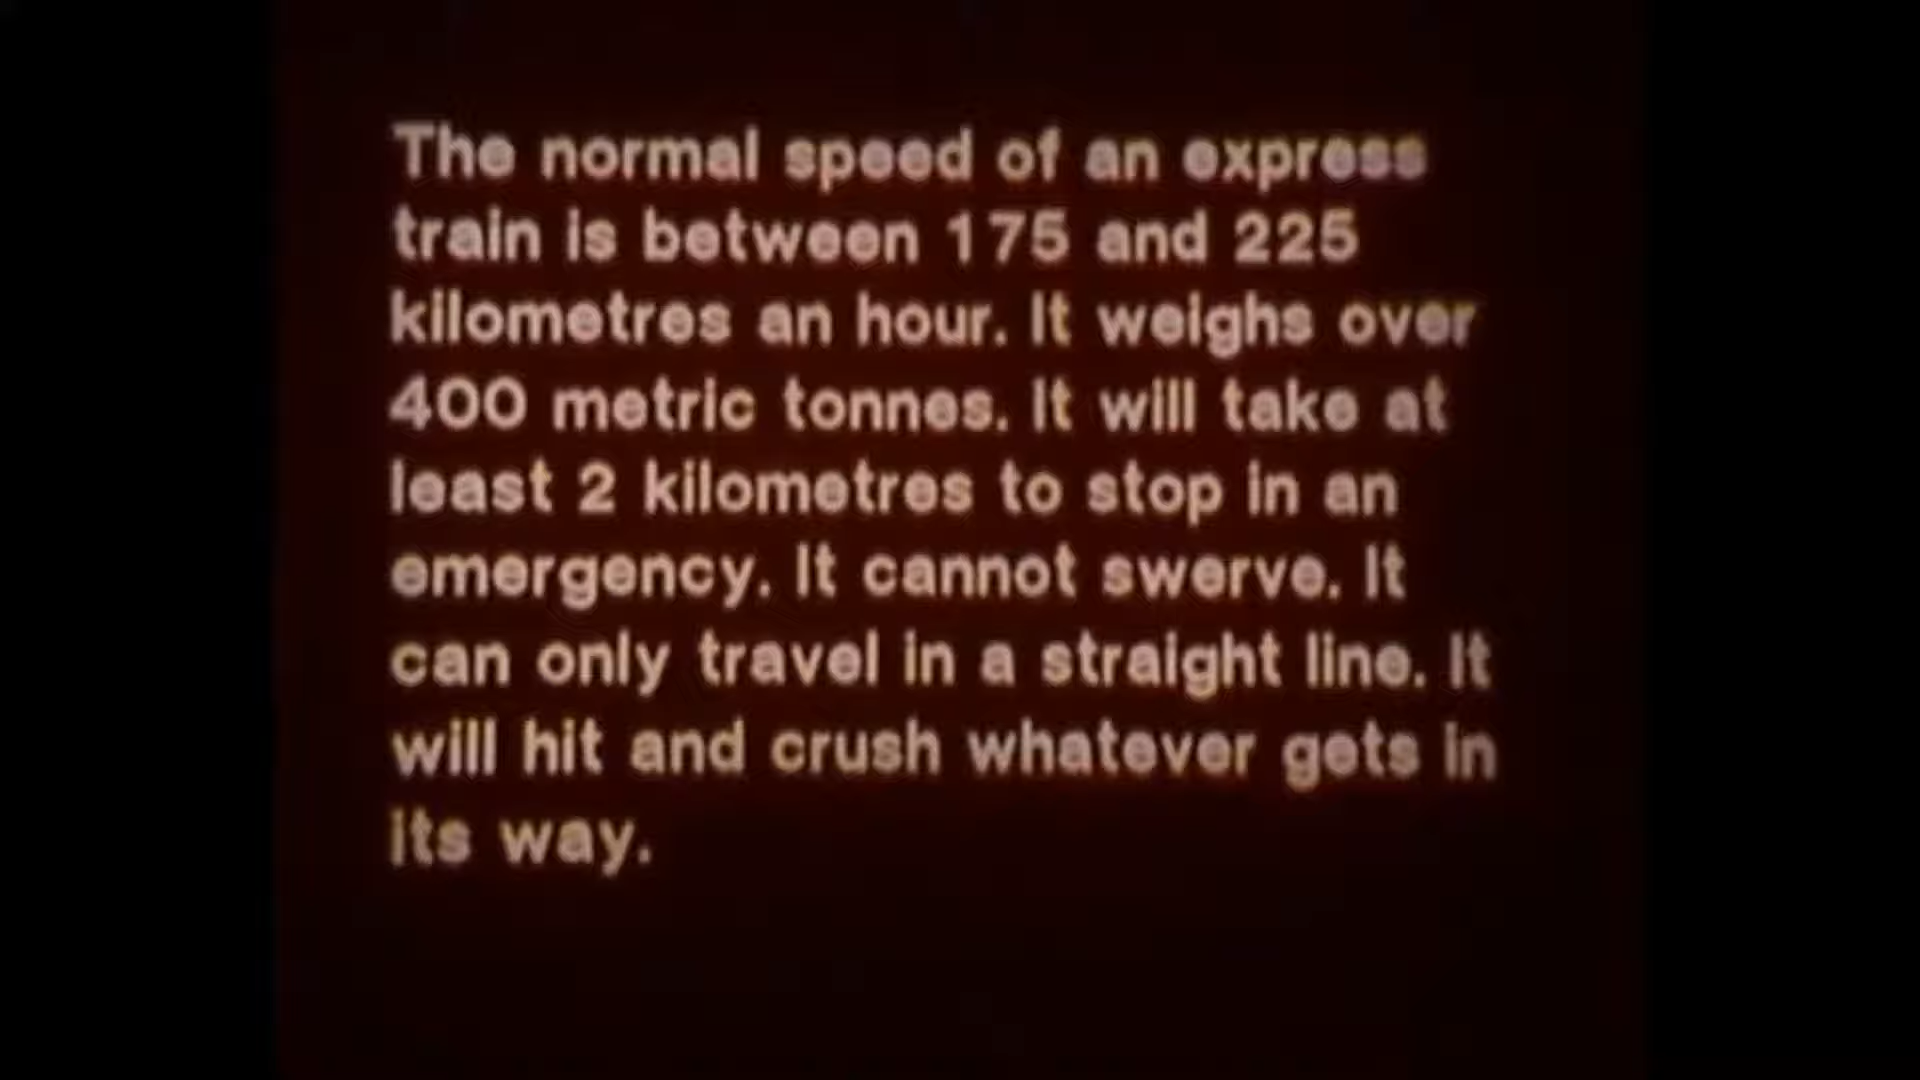 The normal speed of an express
train is between 175 and 225
kilometres an hour. It weighs over
400 metric tonnes. It will take at
least 2 kilometres to stop in an
emergency. It cannot swerve. It
can only travel in a straight line. It
will hit and crush whatever gets in
its way.